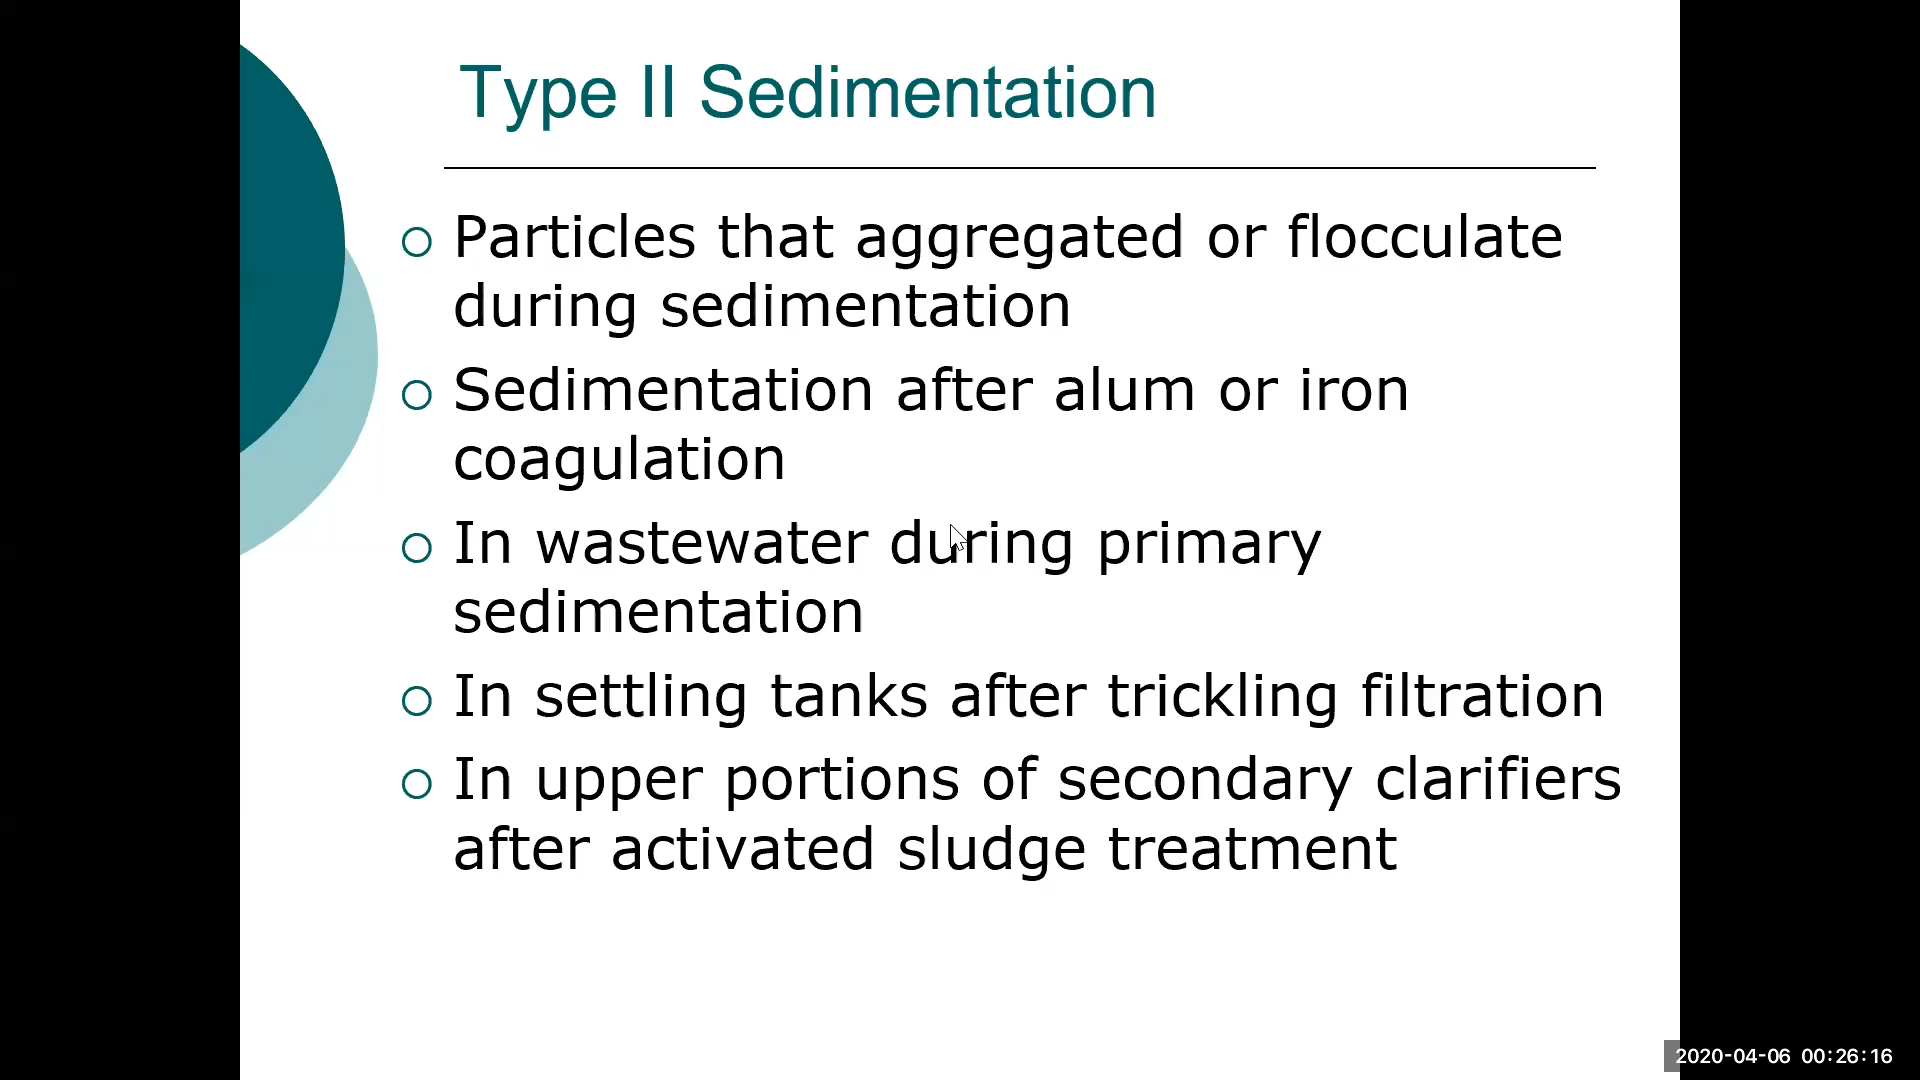 Type II Sedimentation
Particles that aggregated or flocculate
during sedimentation
Sedimentation after alum or iron
coagulation
In wastewater during primary
sedimentation
In settling tanks after trickling filtration
In upper portions of secondary clarifiers
after activated sludge treatment
2020-04-06 00:26:16